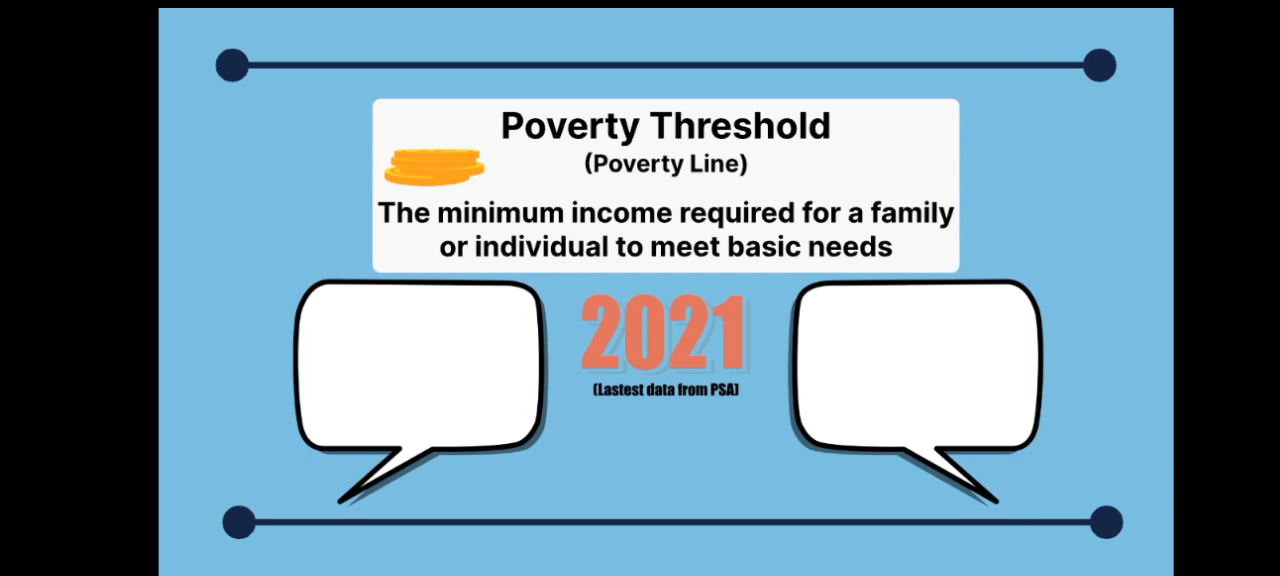 Poverty Threshold
(Poverty Line)
The minimum income required for a family
or individual to meet basic needs
2021
(Lastest data from PSA)